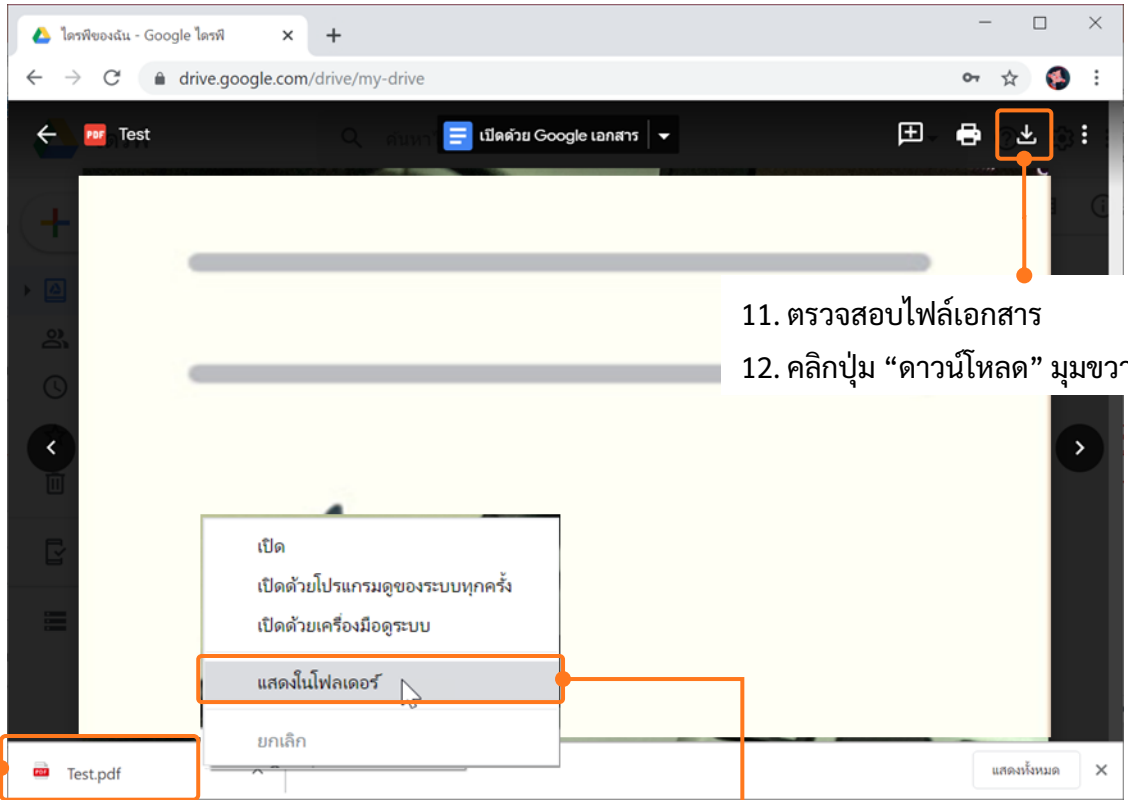 ไดรฟ์ของฉัน - Google ไดรฟ์
drive.google.com/drive/my-drive
PDF Test
เปิดด้วย Google เอกสาร
11. ตรวจสอบไฟล์เอกสาร
12. คลิกปุ่ม “ดาวน์โหลด” มุมขวา
เปิด
เปิดด้วยโปรแกรมดูของระบบทุกครั้ง
เปิดด้วยเครื่องมือดูระบบ
แสดงในโฟลเดอร์
ยกเลิก
PDF Test.pdf
แสดงทั้งหมด